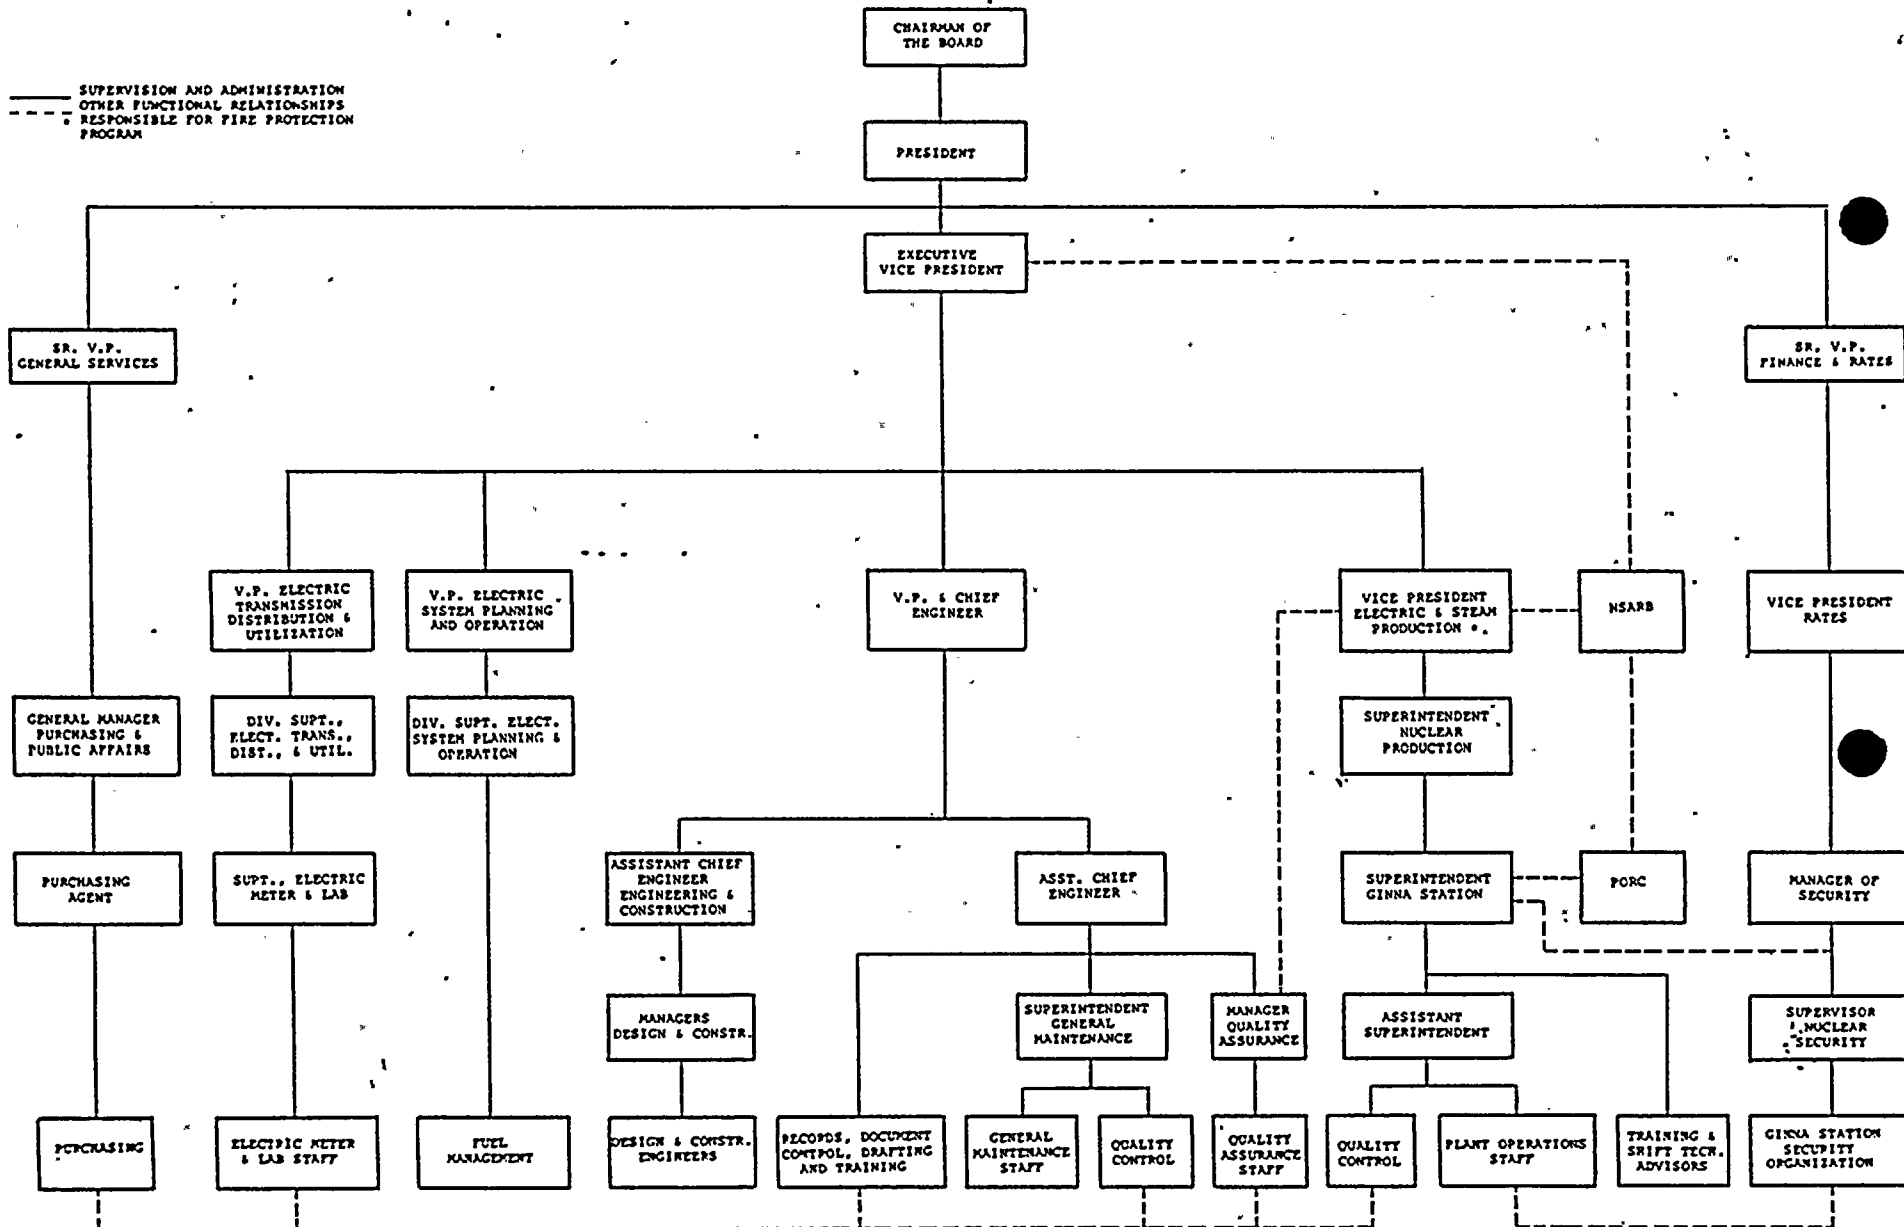 CHAIRMAN OF
THE BOARD
SUPERVISION AND ADMINISTRATION
OTHER FUNCTIONAL RELATIONSHIPS
RESPONSIBLE FOR FIRE PROTECTION
PROGRAM
PRESIDENT
EXECUTIVE
VICE PRESIDENT
SR. V.P.
GENERAL SERVICES
SR. V.P.
FINANCE & RATES
V.P. ELECTRIC
TRANSMISSION
DISTRIBUTION &
UTILIZATION
V.P. ELECTRIC
SYSTEM PLANNING
AND OPERATION
V.P. & CHIEF
ENGINEER
VICE PRESIDENT
ELECTRIC & STEAM
PRODUCTION
NSARB
VICE PRESIDENT
RATES
GENERAL MANAGER
PURCHASING &
PUBLIC AFFAIRS
DIV. SUPT.,
ELECT. TRANS.,
DIST., & UTIL.
DIV. SUPT. ELECT.
SYSTEM PLANNING &
OPERATION
SUPERINTENDENT
NUCLEAR
PRODUCTION
PURCHASING
AGENT
SUPT., ELECTRIC
METER & LAB
ASSISTANT CHIEF
ENGINEER
ENGINEERING &
CONSTRUCTION
ASST. CHIEF
ENGINEER
SUPERINTENDENT
GINNA STATION
PORC
MANAGER OF
SECURITY
MANAGERS
DESIGN & CONSTR.
SUPERINTENDENT
GENERAL
MAINTENANCE
MANAGER
QUALITY
ASSURANCE
ASSISTANT
SUPERINTENDENT
SUPERVISOR
NUCLEAR
SECURITY
PURCHASING
ELECTRIC METER
& LAB STAFF
FUEL
MANAGEMENT
DESIGN & CONSTR.
ENGINEERS
RECORDS, DOCUMENT
CONTROL, DRAFTING
AND TRAINING
GENERAL
MAINTENANCE
STAFF
QUALITY
CONTROL
QUALITY
ASSURANCE
STAFF
QUALITY
CONTROL
PLANT OPERATIONS
STAFF
TRAINING &
SHIFT TECH.
ADVISORS
GINNA STATION
SECURITY
ORGANIZATION